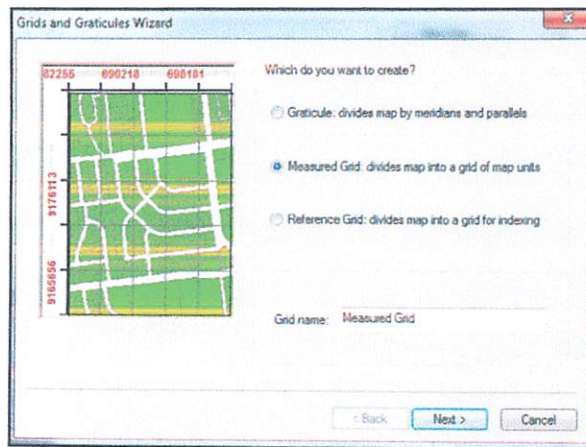 Grids and Graticules Wizard
82255 690218 698181
9176113
9165656
Which do you want to create?
Graticule: divides map by meridians and parallels
Measured Grid: divides map into a grid of map units
Reference Grid: divides map into a grid for indexing
Grid name: Measured Grid
< Back Next > Cancel